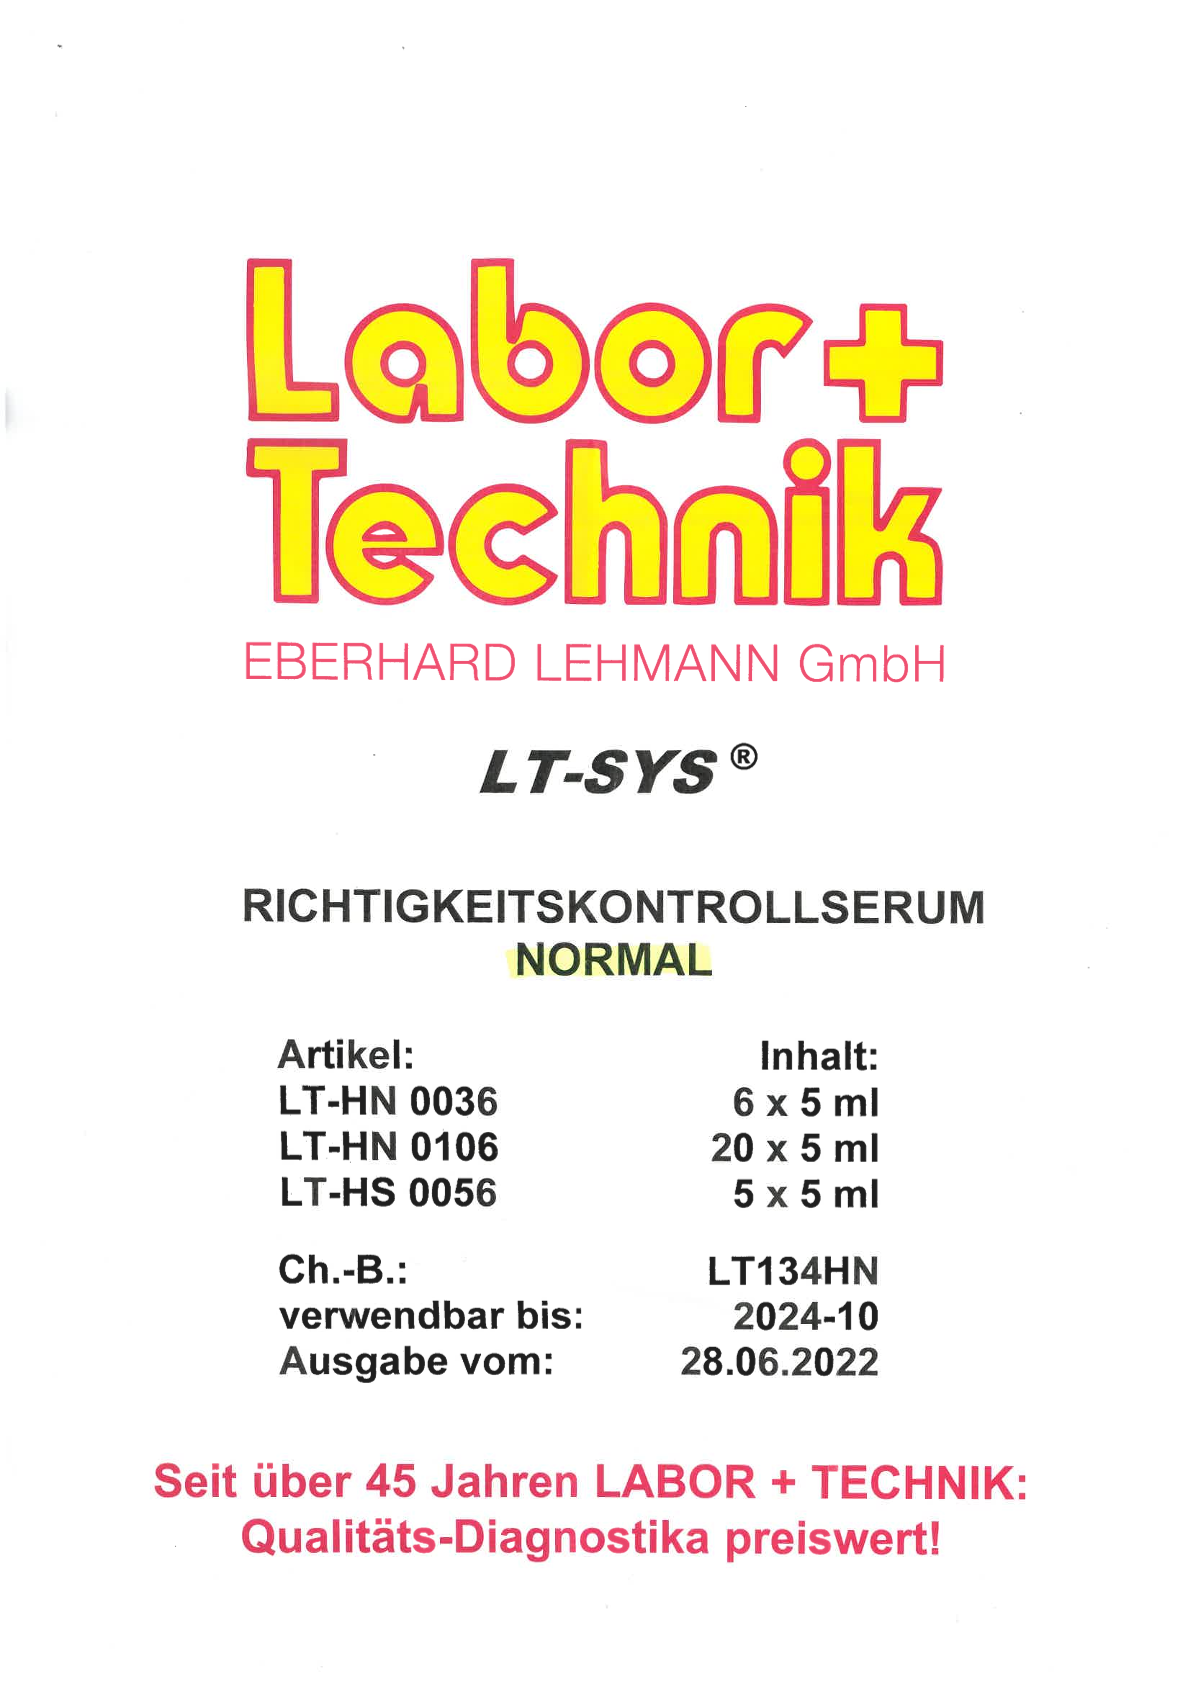 Labor+
Technik
EBERHARD LEHMANN GmbH
LT-SYS®
RICHTIGKEITSKONTROLLSERUM
NORMAL
Artikel: Inhalt:
LT-HN 0036 6 x 5 ml
LT-HN 0106 20 x 5 ml
LT-HS 0056 5 x 5 ml
Ch.-B.: LT134HN
verwendbar bis: 2024-10
Ausgabe vom: 28.06.2022
Seit über 45 Jahren LABOR + TECHNIK:
Qualitäts-Diagnostika preiswert!